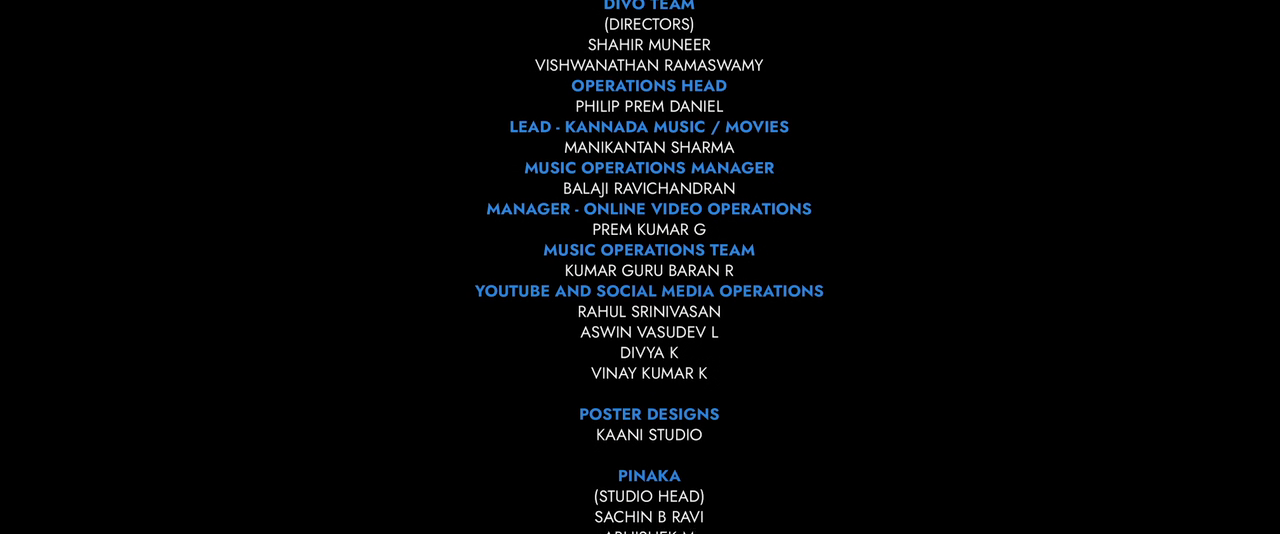 DIVO TEAM
(DIRECTORS)
SHAHIR MUNEER
VISHWANATHAN RAMASWAMY
OPERATIONS HEAD
PHILIP PREM DANIEL
LEAD - KANNADA MUSIC / MOVIES
MANIKANTAN SHARMA
MUSIC OPERATIONS MANAGER
BALAJI RAVICHANDRAN
MANAGER - ONLINE VIDEO OPERATIONS
PREM KUMAR G
MUSIC OPERATIONS TEAM
KUMAR GURU BARAN R
YOUTUBE AND SOCIAL MEDIA OPERATIONS
RAHUL SRINIVASAN
ASWIN VASUDEV L
DIVYA K
VINAY KUMAR K
POSTER DESIGNS
KAANI STUDIO
PINAKA
(STUDIO HEAD)
SACHIN B RAVI